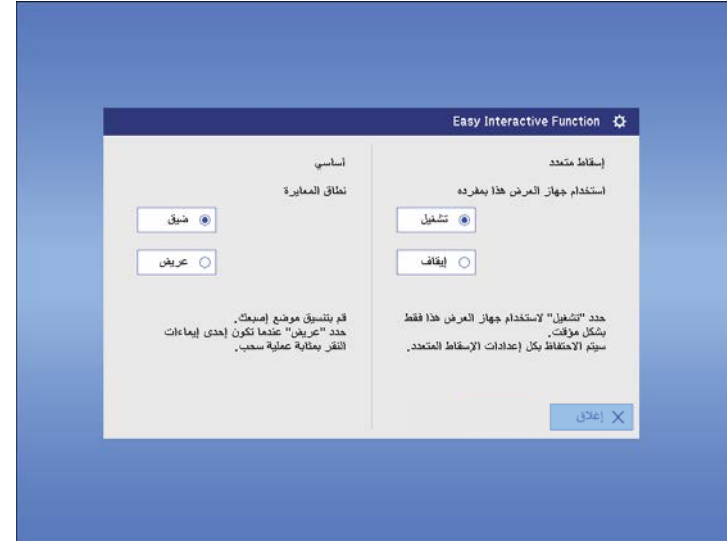 Easy Interactive Function
إسقاط متعدد
استخدام جهاز العرض هذا بمفرده
تشغيل
إيقاف
حدد "تشغيل" لاستخدام جهاز العرض هذا فقط
بشكل مؤقت.
سيتم الاحتفاظ بكل إعدادات الإسقاط المتعدد.
أساسي
نطاق المعايرة
ضيق
عريض
قم بتنسيق موضع إصبعك.
حدد "عريض" عندما تكون إحدى إيماءات
النقر بمثابة عملية سحب.
إغلاق